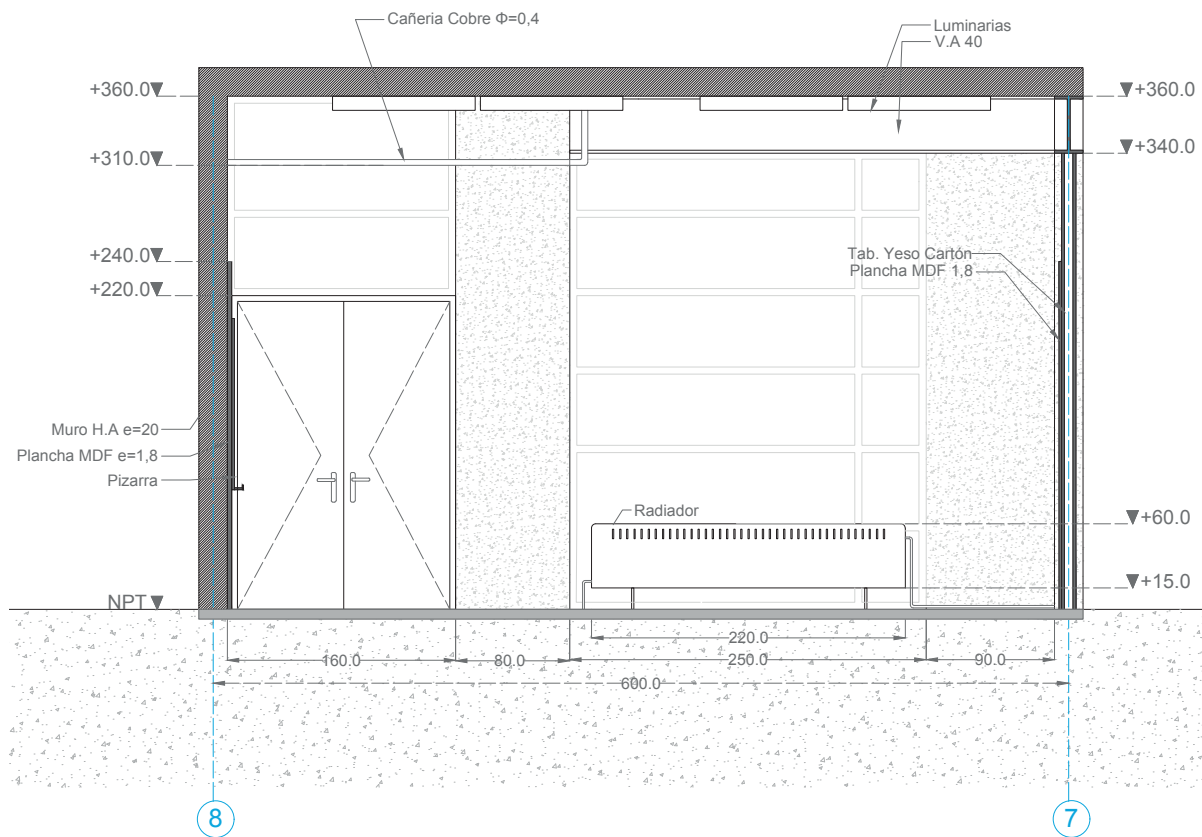 Cañeria Cobre Φ=0,4
Luminarias
V.A 40
+360.0
+360.0
+310.0
+340.0
+240.0
+220.0
Tab. Yeso Cartón
Plancha MDF 1,8
Muro H.A e=20
Plancha MDF e=1,8
Pizarra
Radiador
+60.0
+15.0
NPT
220.0
160.0
80.0
250.0
90.0
600.0
8
7